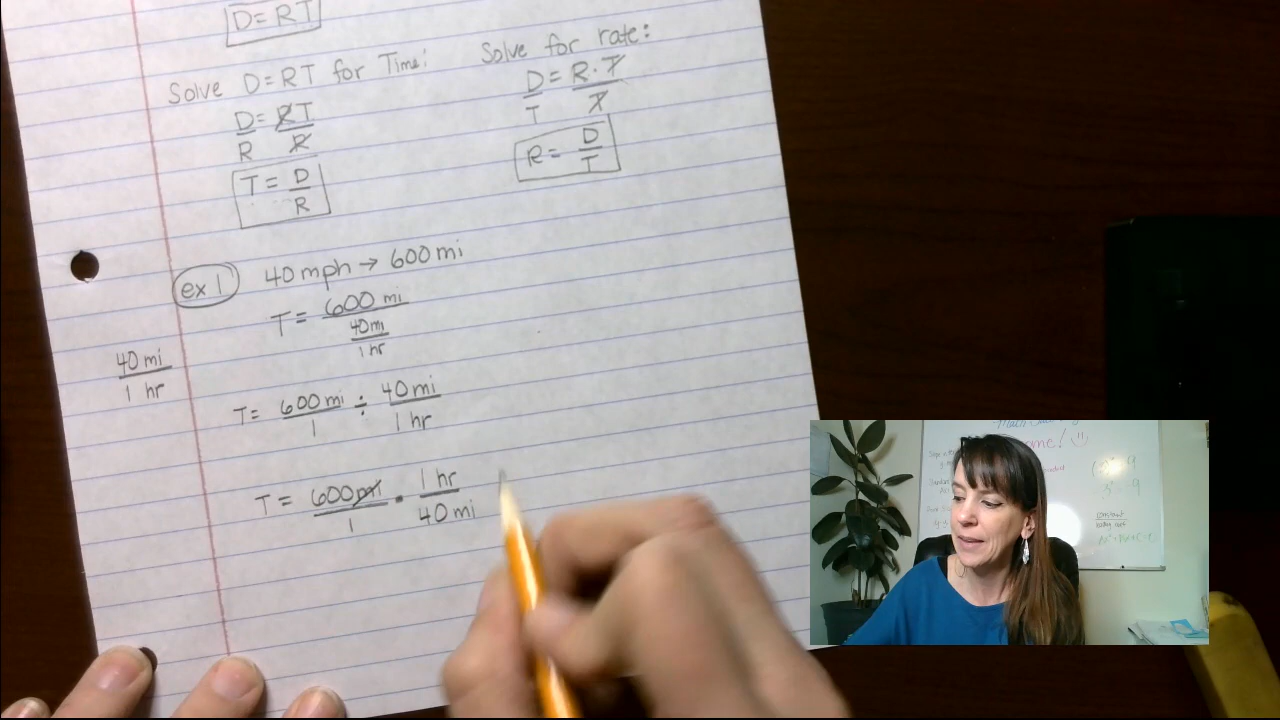 D = RT
Solve D = RT for Time:
D = RT
R R
T = D
R
Solve for rate:
D = R · T
T T
R = D
T
ex 1 40 mph → 600 mi
T = 600 mi
40 mi
1 hr
40 mi
1 hr
T = 600 mi ÷ 40 mi
1 1 hr
T = 600 mi · 1 hr
1 40 mi